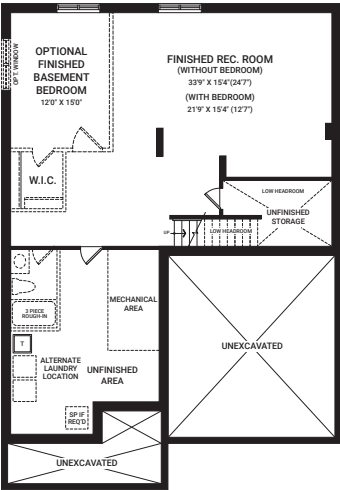 OPTIONAL
FINISHED
BASEMENT
BEDROOM
12'0" X 15'0"
OPT. WINDOW
FINISHED REC. ROOM
(WITHOUT BEDROOM)
33'9" X 15'4"(24'7")
(WITH BEDROOM)
21'9" X 15'4" (12'7")
W.I.C.
LOW HEADROOM
UNFINISHED
STORAGE
UP
LOW HEADROOM
3 PIECE
ROUGH-IN
MECHANICAL
AREA
T
ALTERNATE
LAUNDRY
LOCATION
UNFINISHED
AREA
SP IF
REQ'D
UNEXCAVATED
UNEXCAVATED